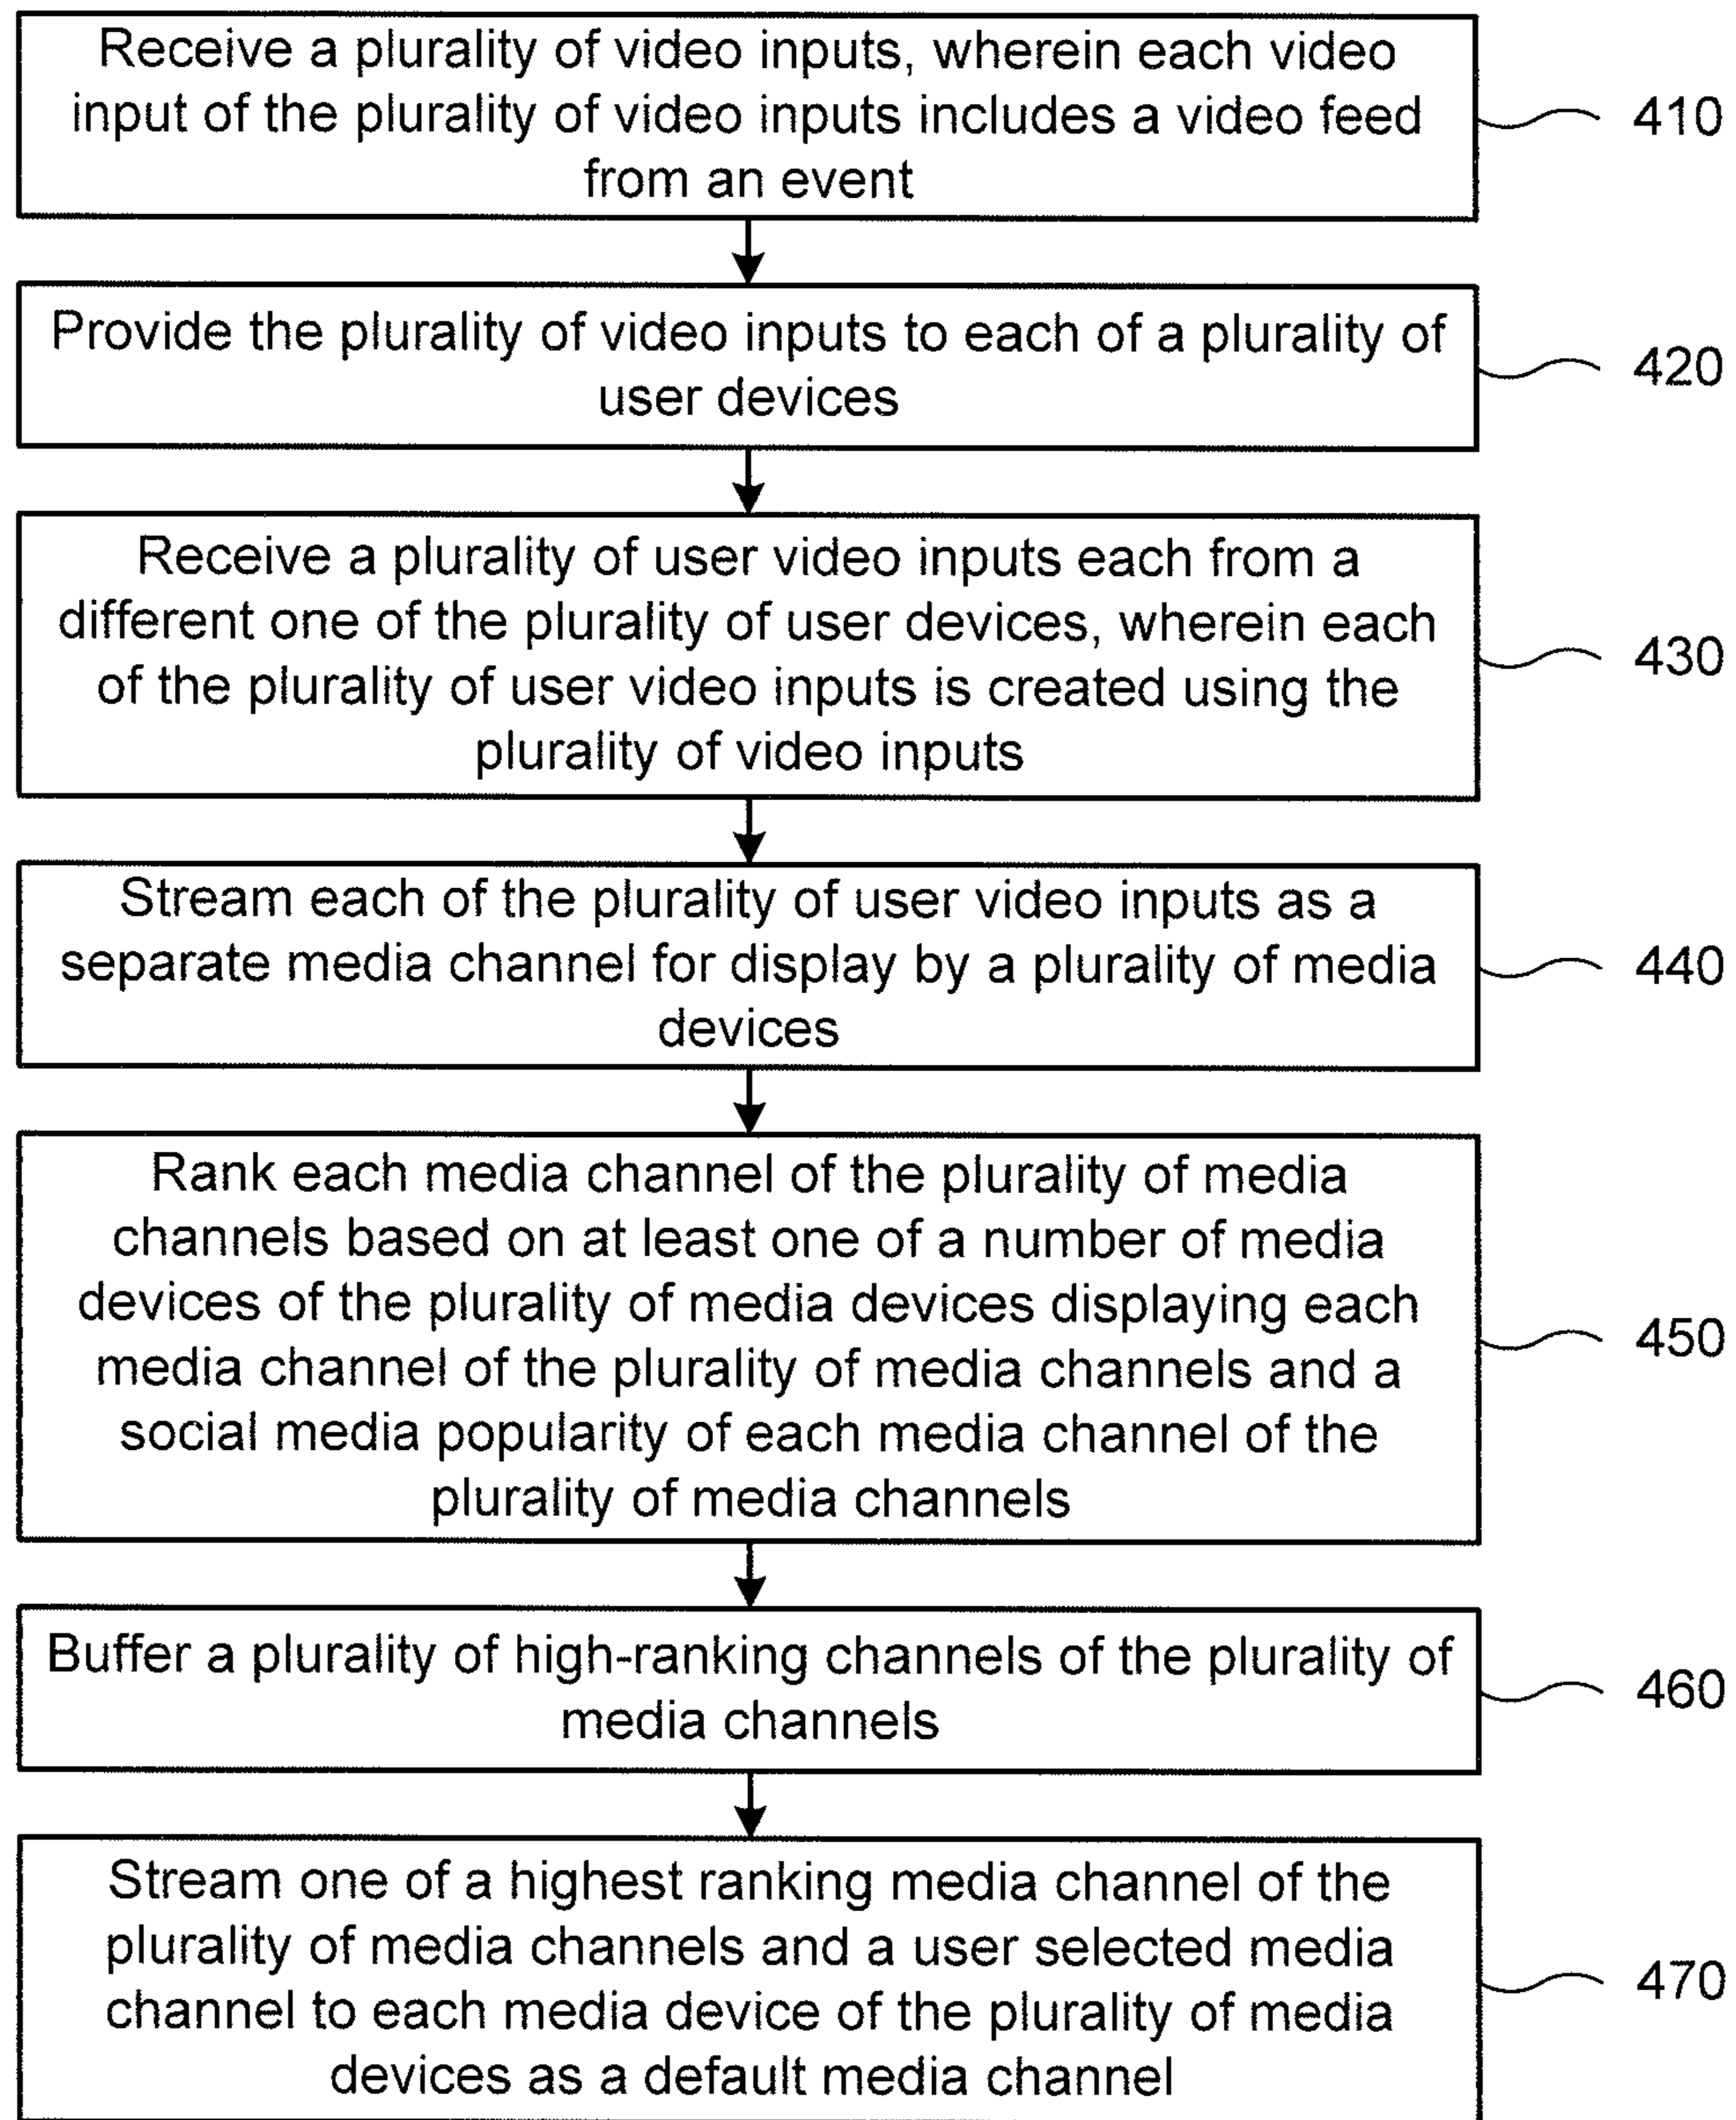 Receive a plurality of video inputs, wherein each video
input of the plurality of video inputs includes a video feed
from an event
410
Provide the plurality of video inputs to each of a plurality of
user devices
420
Receive a plurality of user video inputs each from a
different one of the plurality of user devices, wherein each
of the plurality of user video inputs is created using the
plurality of video inputs
430
Stream each of the plurality of user video inputs as a
separate media channel for display by a plurality of media
devices
440
Rank each media channel of the plurality of media
channels based on at least one of a number of media
devices of the plurality of media devices displaying each
media channel of the plurality of media channels and a
social media popularity of each media channel of the
plurality of media channels
450
Buffer a plurality of high-ranking channels of the plurality of
media channels
460
Stream one of a highest ranking media channel of the
plurality of media channels and a user selected media
channel to each media device of the plurality of media
devices as a default media channel
470